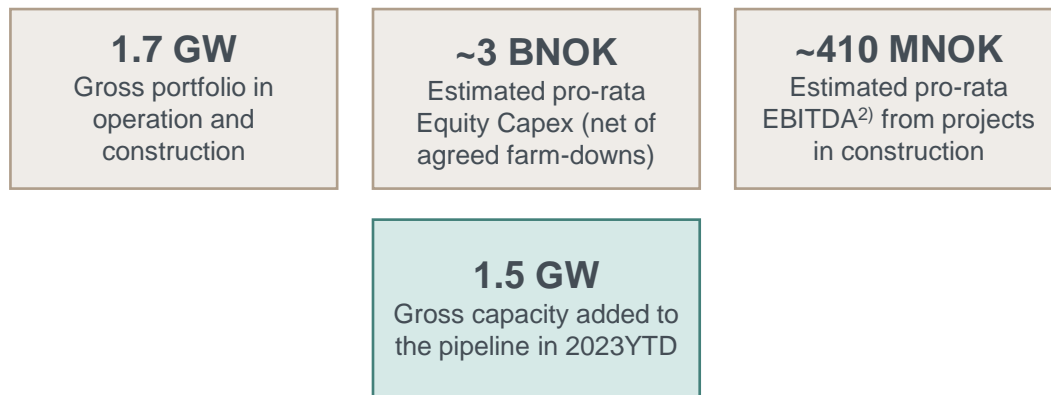 1.7 GW
Gross portfolio in
operation and
construction
~3 BNOK
Estimated pro-rata
Equity Capex (net of
agreed farm-downs)
~410 MNOK
Estimated pro-rata
EBITDA2) from projects
in construction
1.5 GW
Gross capacity added to
the pipeline in 2023YTD